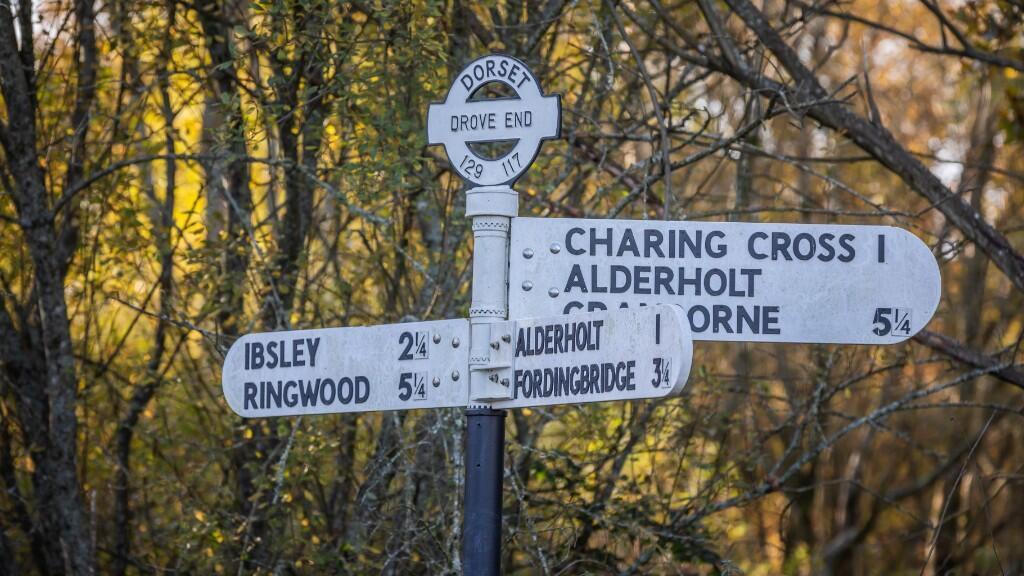 DORSET
DROVE END
129 117
CHARING CROSS 1
ALDERHOLT
CRANBORNE 5¼
IBSLEY 2¼
RINGWOOD 5¼
ALDERHOLT 1
FORDINGBRIDGE 3¼